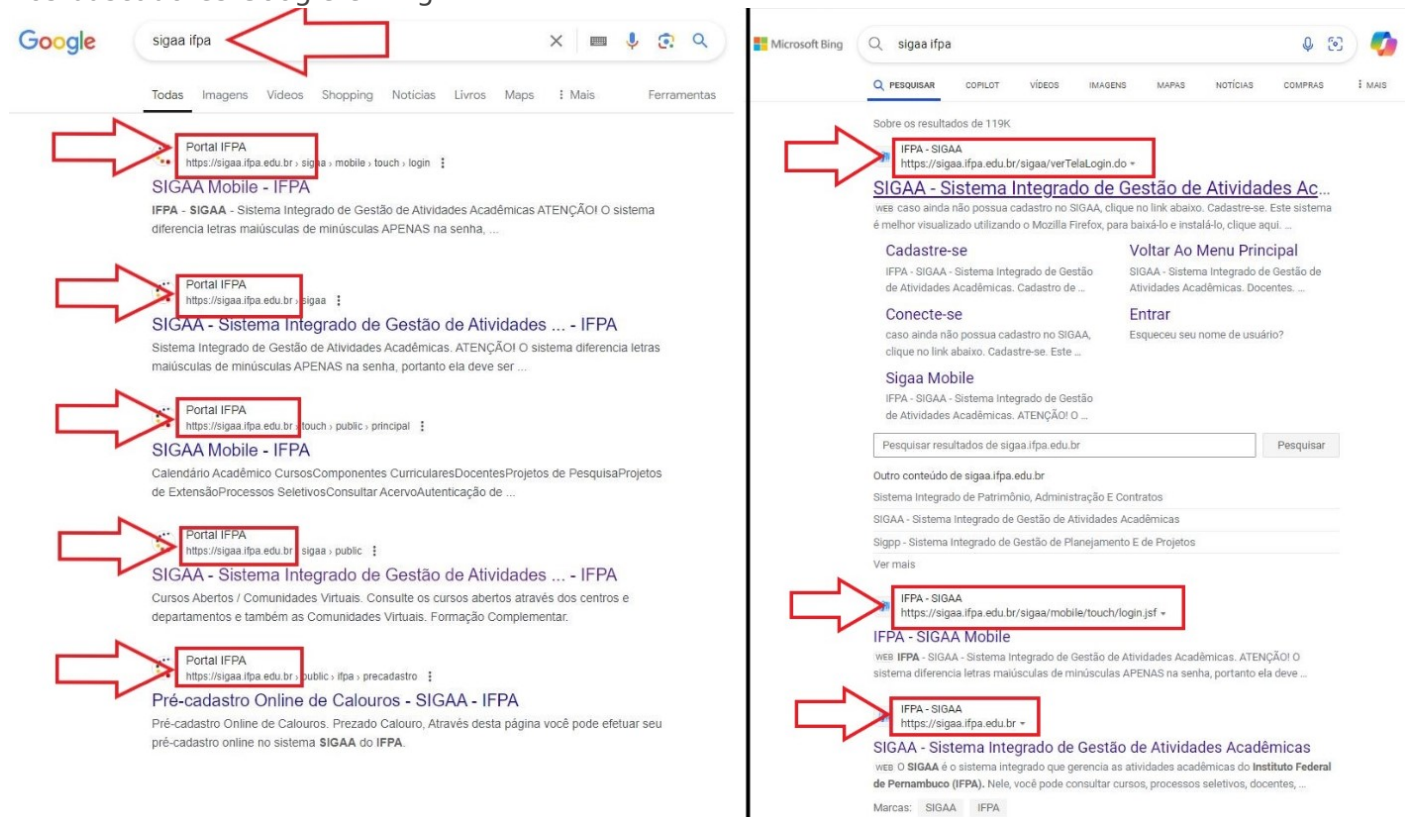 Google
sigaa ifpa
Todas Imagens Vídeos Shopping Notícias Livros Maps Mais Ferramentas
Portal IFPA
https://sigaa.ifpa.edu.br › sigaa › mobile › touch › login
SIGAA Mobile - IFPA
IFPA - SIGAA - Sistema Integrado de Gestão de Atividades Acadêmicas ATENÇÃO! O sistema
diferencia letras maiúsculas de minúsculas APENAS na senha, ...
Portal IFPA
https://sigaa.ifpa.edu.br › sigaa
SIGAA - Sistema Integrado de Gestão de Atividades ... - IFPA
Sistema Integrado de Gestão de Atividades Acadêmicas. ATENÇÃO! O sistema diferencia letras
maiúsculas de minúsculas APENAS na senha, portanto ela deve ser ...
Portal IFPA
https://sigaa.ifpa.edu.br › touch › public › principal
SIGAA Mobile - IFPA
Calendário Acadêmico CursosComponentes CurricularesDocentesProjetos de PesquisaProjetos
de ExtensãoProcessos SeletivosConsultar AcervoAutenticação de ...
Portal IFPA
https://sigaa.ifpa.edu.br › sigaa › public
SIGAA - Sistema Integrado de Gestão de Atividades ... - IFPA
Cursos Abertos / Comunidades Virtuais. Consulte os cursos abertos através dos centros e
departamentos e também as Comunidades Virtuais. Formação Complementar.
Portal IFPA
https://sigaa.ifpa.edu.br › public › ifpa › precadastro
Pré-cadastro Online de Calouros - SIGAA - IFPA
Pré-cadastro Online de Calouros. Prezado Calouro, Através desta página você pode efetuar seu
pré-cadastro online no sistema SIGAA do IFPA.
Microsoft Bing
sigaa ifpa
PESQUISAR COPILOT VÍDEOS IMAGENS MAPAS NOTÍCIAS COMPRAS MAIS
Sobre os resultados de 119K
IFPA - SIGAA
https://sigaa.ifpa.edu.br/sigaa/verTelaLogin.do
SIGAA - Sistema Integrado de Gestão de Atividades Ac...
WEB caso ainda não possua cadastro no SIGAA, clique no link abaixo. Cadastre-se. Este sistema
é melhor visualizado utilizando o Mozilla Firefox, para baixá-lo e instalá-lo, clique aqui. ...
Cadastre-se
IFPA - SIGAA - Sistema Integrado de Gestão
de Atividades Acadêmicas. Cadastro de ...
Voltar Ao Menu Principal
SIGAA - Sistema Integrado de Gestão de
Atividades Acadêmicas. Docentes. ...
Conecte-se
caso ainda não possua cadastro no SIGAA,
clique no link abaixo. Cadastre-se. Este ...
Entrar
Esqueceu seu nome de usuário?
Sigaa Mobile
IFPA - SIGAA - Sistema Integrado de Gestão
de Atividades Acadêmicas. ATENÇÃO! O ...
Pesquisar resultados de sigaa.ifpa.edu.br Pesquisar
Outro conteúdo de sigaa.ifpa.edu.br
Sistema Integrado de Patrimônio, Administração E Contratos
SIGAA - Sistema Integrado de Gestão de Atividades Acadêmicas
Sigpp - Sistema Integrado de Gestão de Planejamento E de Projetos
Ver mais
IFPA - SIGAA
https://sigaa.ifpa.edu.br/sigaa/mobile/touch/login.jsf
IFPA - SIGAA Mobile
WEB IFPA - SIGAA - Sistema Integrado de Gestão de Atividades Acadêmicas. ATENÇÃO! O
sistema diferencia letras maiúsculas de minúsculas APENAS na senha, portanto ela deve ...
IFPA - SIGAA
https://sigaa.ifpa.edu.br
SIGAA - Sistema Integrado de Gestão de Atividades Acadêmicas
WEB O SIGAA é o sistema integrado que gerencia as atividades acadêmicas do Instituto Federal
de Pernambuco (IFPA). Nele, você pode consultar cursos, processos seletivos, docentes, ...
Marcas: SIGAA IFPA